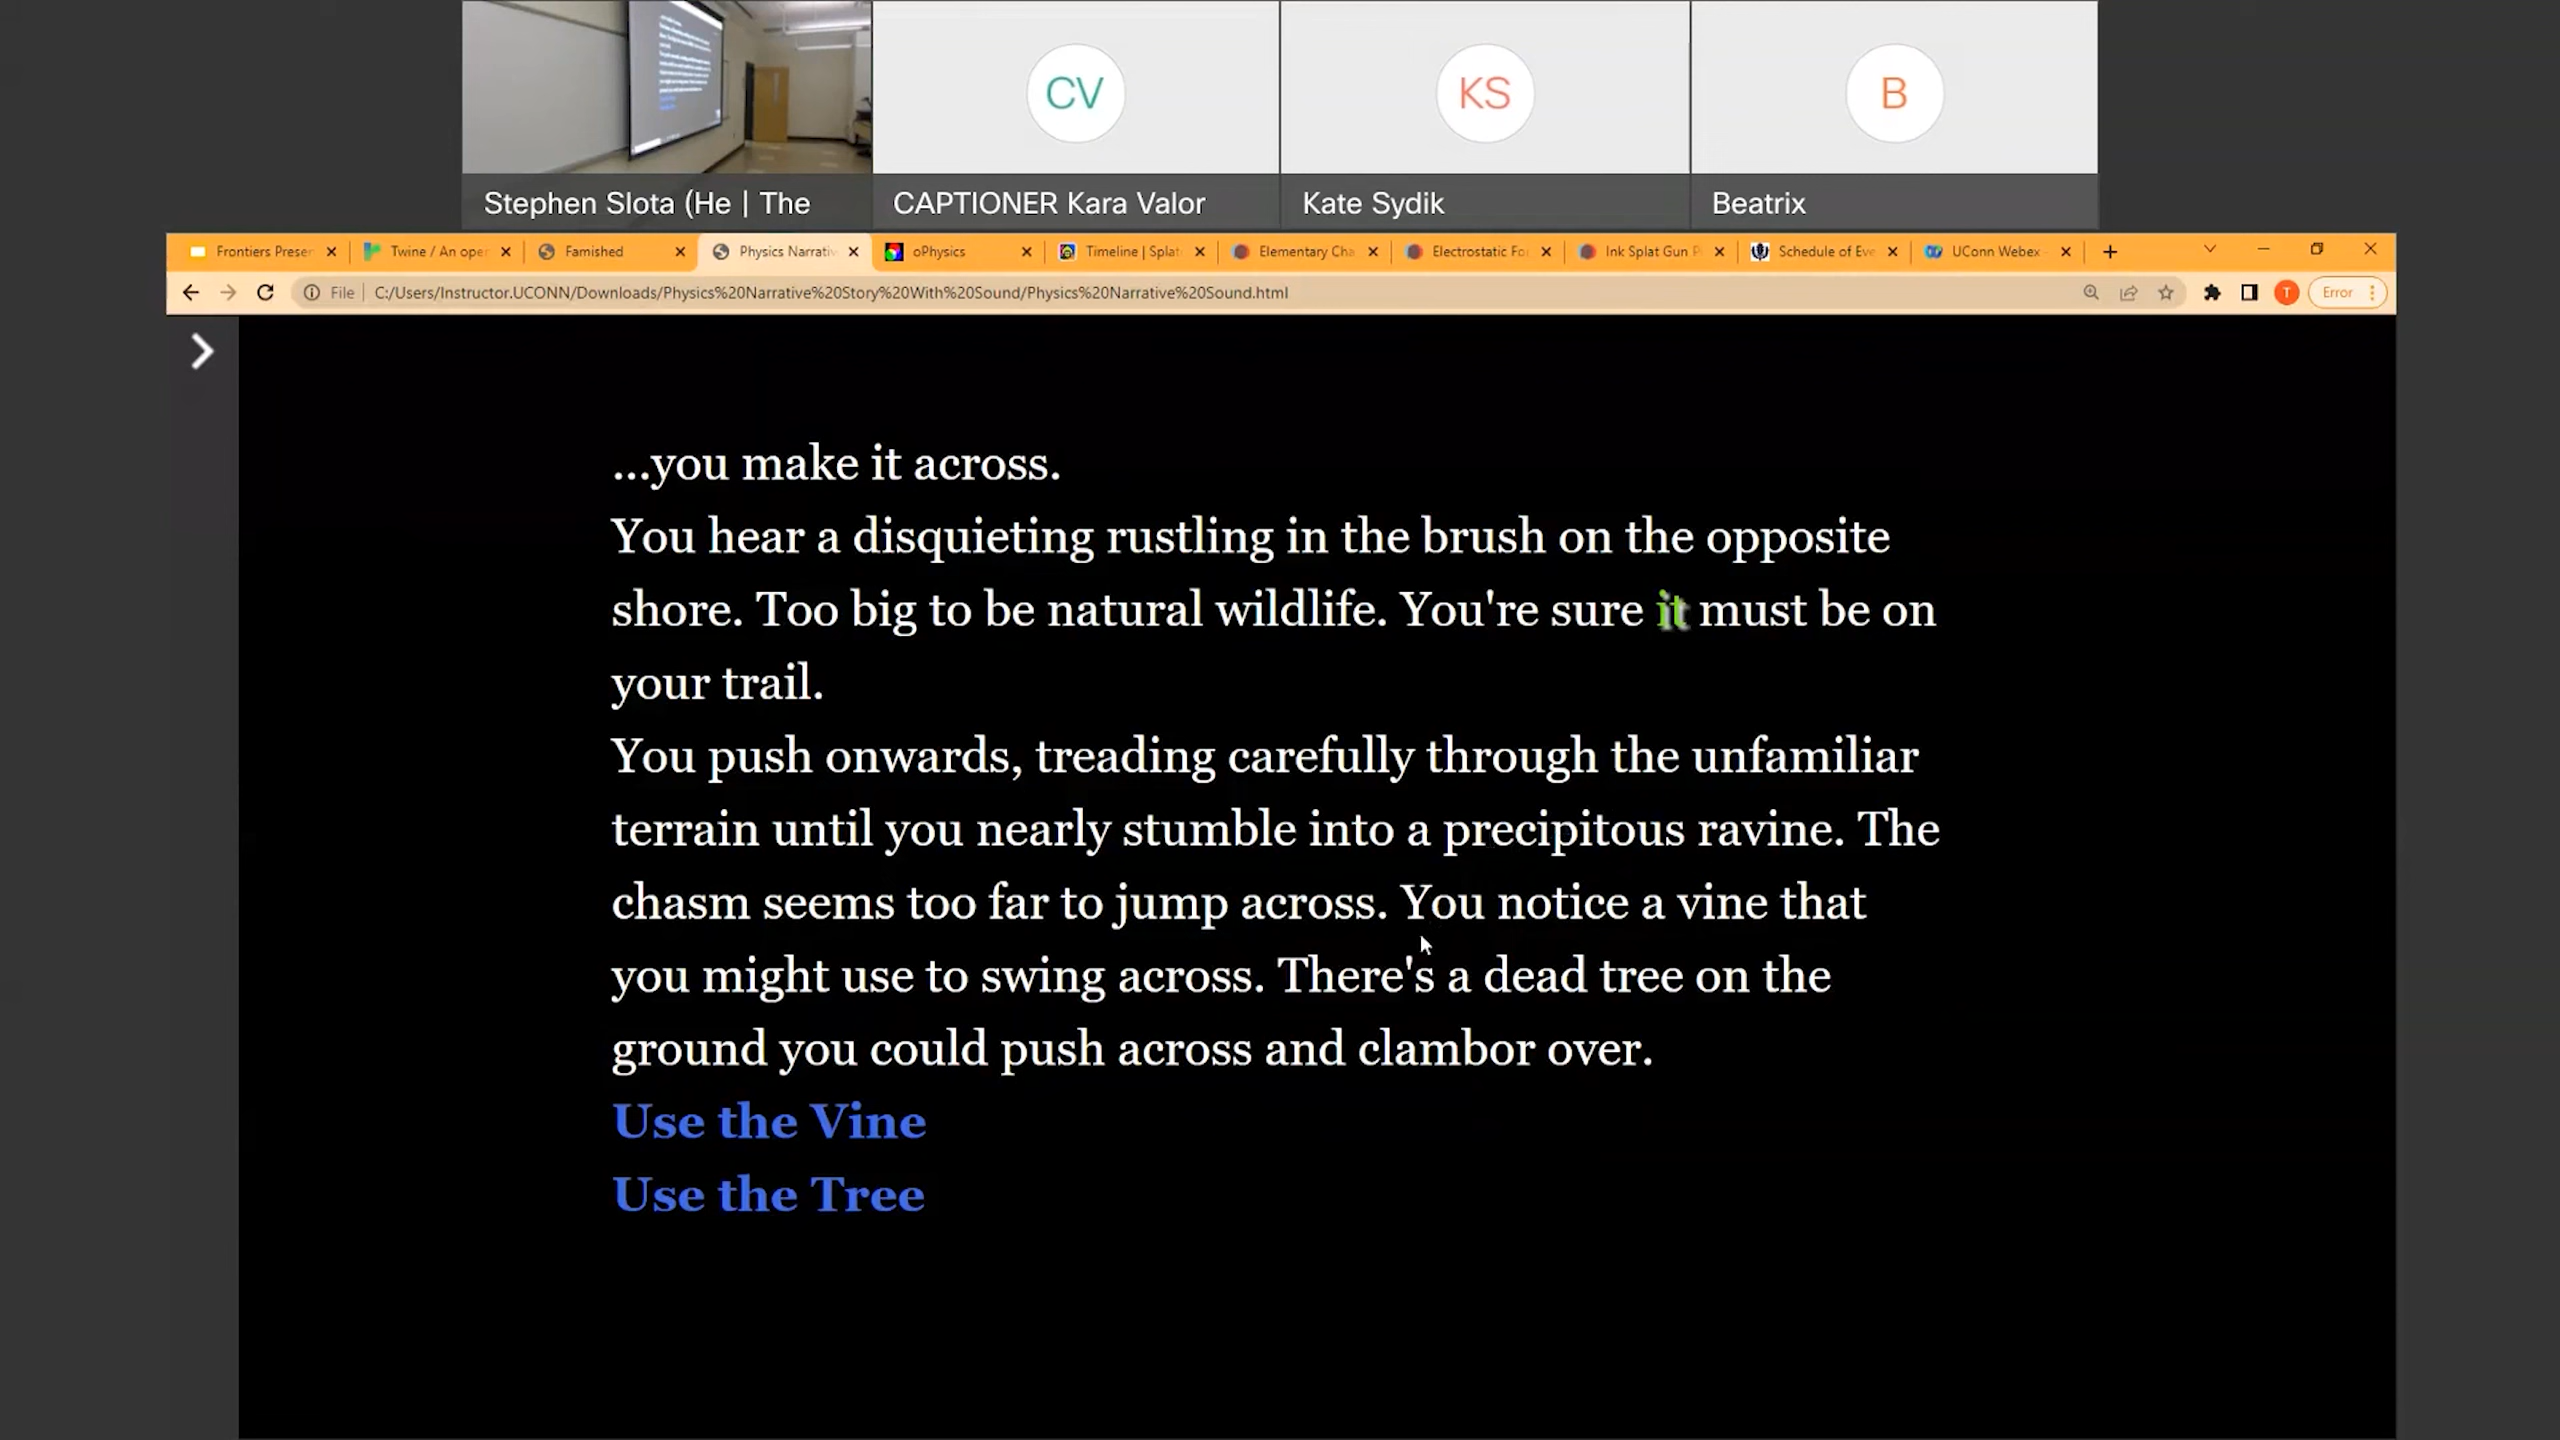 CV
KS
B
Stephen Slota (He | The
CAPTIONER Kara Valor
Kate Sydik
Beatrix
Frontiers Presen
Twine / An oper
Famished
Physics Narrativ
oPhysics
Timeline | Splat
Elementary Cha
Electrostatic Fo
Ink Splat Gun P
Schedule of Eve
UConn Webex
File
C:/Users/Instructor.UCONN/Downloads/Physics%20Narrative%20Story%20With%20Sound/Physics%20Narrative%20Sound.html
T
Error
...you make it across.
You hear a disquieting rustling in the brush on the opposite
shore. Too big to be natural wildlife. You're sure it must be on
your trail.
You push onwards, treading carefully through the unfamiliar
terrain until you nearly stumble into a precipitous ravine. The
chasm seems too far to jump across. You notice a vine that
you might use to swing across. There's a dead tree on the
ground you could push across and clambor over.
Use the Vine
Use the Tree